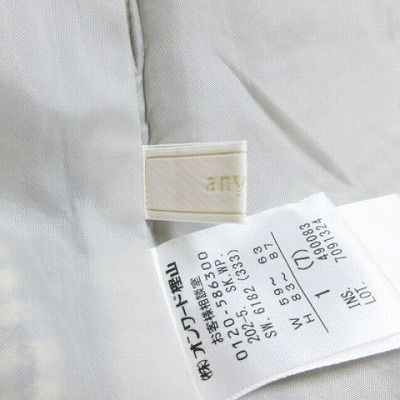 any
㈱オンワード樫山
お客様相談室
0120-586300
SK. WP.
202-5, SW. 6182 (333)
W 59~63
H 83~87
1 (7)
INS. 490083
LOT. 7091324